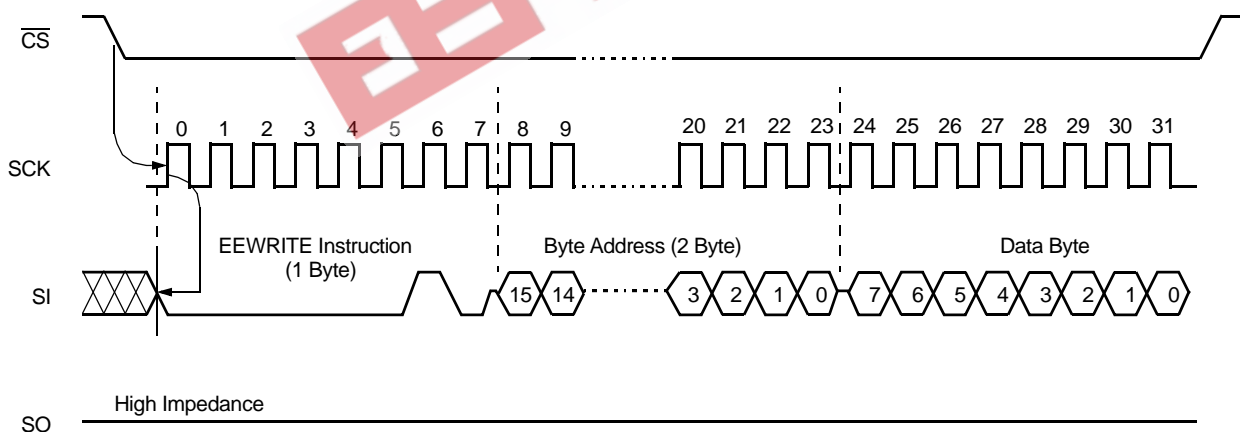 CS
0 1 2 3 4 5 6 7 8 9 20 21 22 23 24 25 26 27 28 29 30 31
SCK
EEWRITE Instruction
(1 Byte)
Byte Address (2 Byte)
Data Byte
SI
15 14 3 2 1 0 7 6 5 4 3 2 1 0
High Impedance
SO